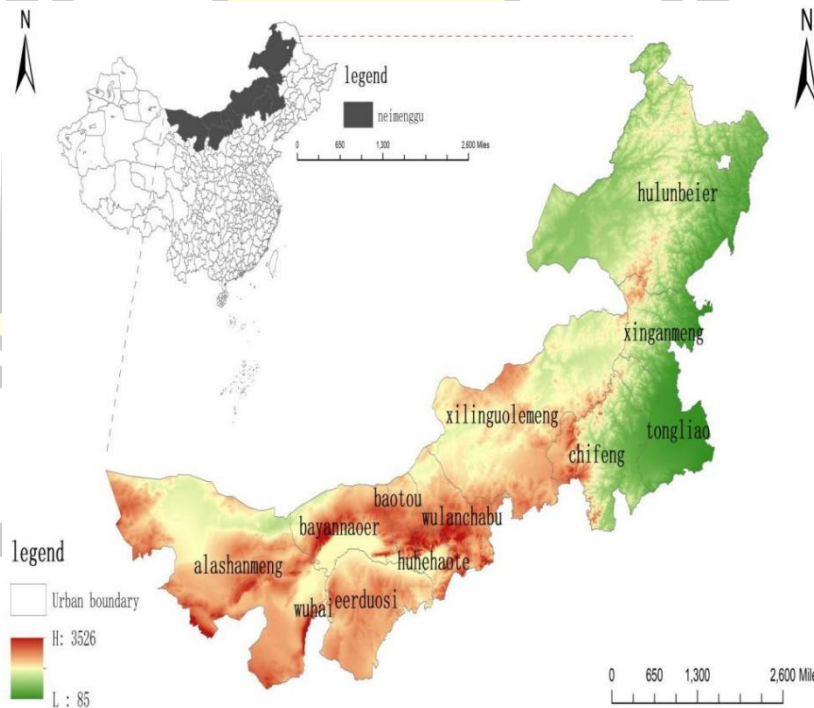 N
N
legend
neimenggu
0 650 1,300 2,600 Miles
hulunbeier
xinganmeng
xilinguolemeng
tongliao
chifeng
baotou
wulanchabu
bayannaoer
huhehaote
alashanmeng
wuhai
eerduosi
legend
Urban boundary
H: 3526
L : 85
0 650 1,300 2,600 Mile